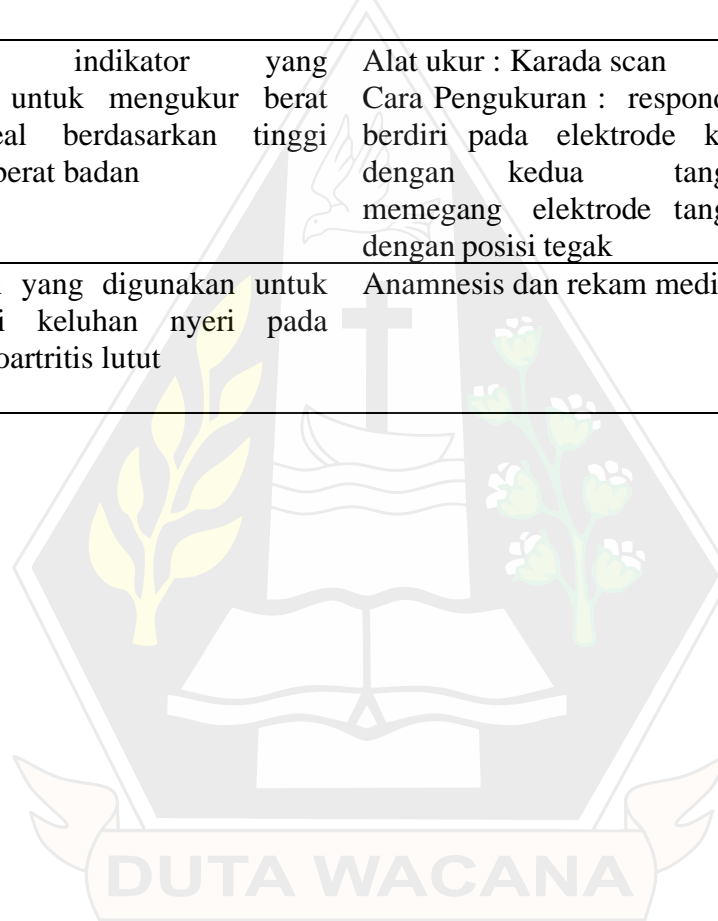 indikator yang
untuk mengukur berat
eal berdasarkan tinggi
berat badan
Alat ukur : Karada scan
Cara Pengukuran : respond
berdiri pada elektrode k
dengan kedua tang
memegang elektrode tang
dengan posisi tegak
yang digunakan untuk
i keluhan nyeri pada
oartritis lutut
Anamnesis dan rekam medi
DUTA WACANA